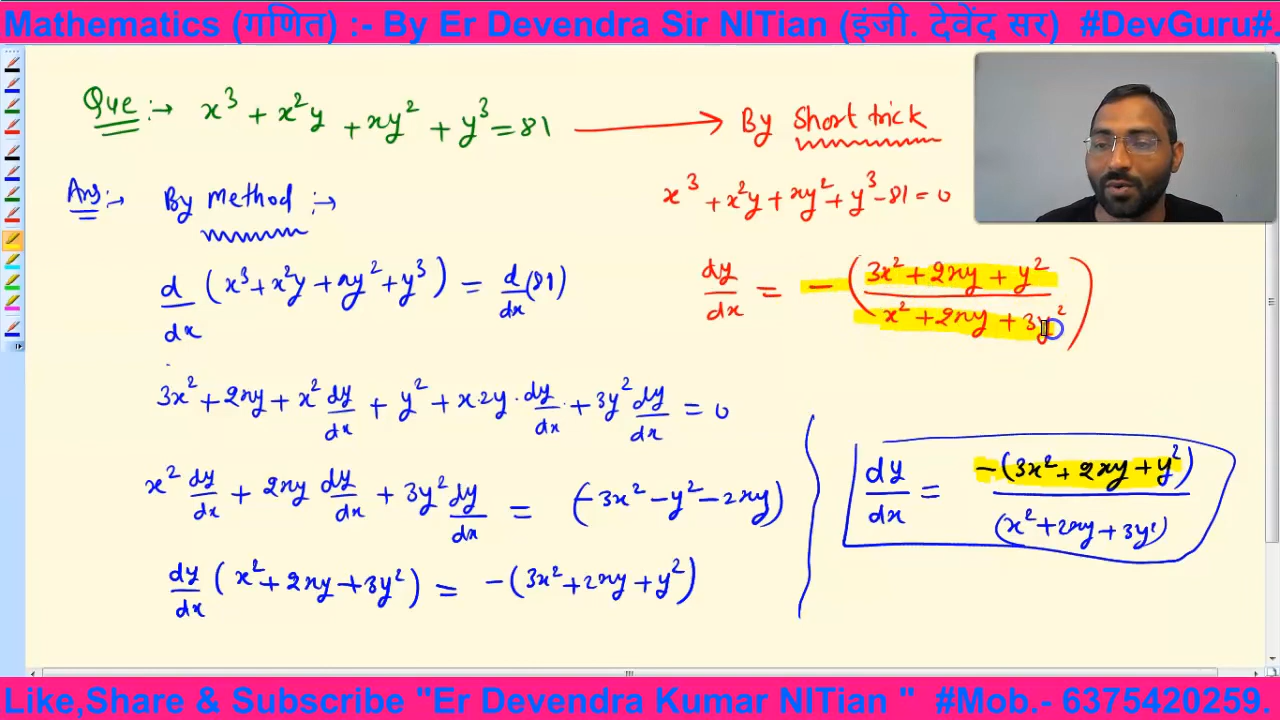 Mathematics (गणित) :- By Er Devendra Sir NITian (इंजी. देवेंद्र सर) #DevGuru#.
Que :→ x³ + x²y + xy² + y³ = 81
Ans :→ By method :→
d/dx (x³ + x²y + xy² + y³) = d/dx (81)
3x² + 2xy + x² dy/dx + y² + x·2y·dy/dx + 3y² dy/dx = 0
x² dy/dx + 2xy dy/dx + 3y² dy/dx = (-3x² - y² - 2xy)
dy/dx (x² + 2xy + 3y²) = -(3x² + 2xy + y²)
dy/dx = -(3x² + 2xy + y²)/(x² + 2xy + 3y²)
→ By Short trick
x³ + x²y + xy² + y³ - 81 = 0
dy/dx = -((3x² + 2xy + y²)/(x² + 2xy + 3y²))
Like,Share & Subscribe "Er Devendra Kumar NITian " #Mob.- 6375420259.